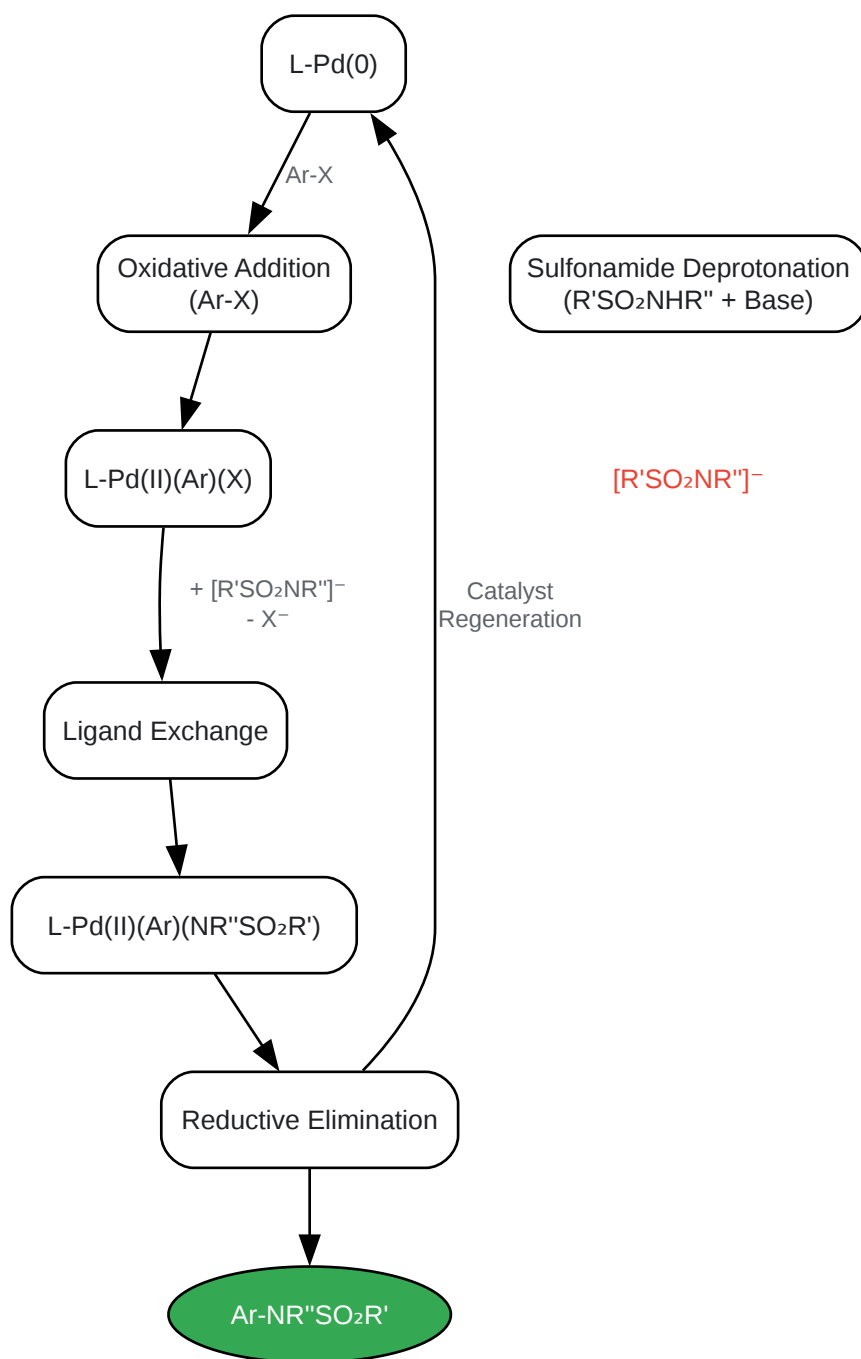 L-Pd(0)
Ar-X
Oxidative Addition
(Ar-X)
Sulfonamide Deprotonation
(R'SO₂NHR'' + Base)
L-Pd(II)(Ar)(X)
[R'SO₂NR'']⁻
+ [R'SO₂NR'']⁻
- X⁻
Catalyst
Regeneration
Ligand Exchange
L-Pd(II)(Ar)(NR''SO₂R')
Reductive Elimination
Ar-NR''SO₂R'